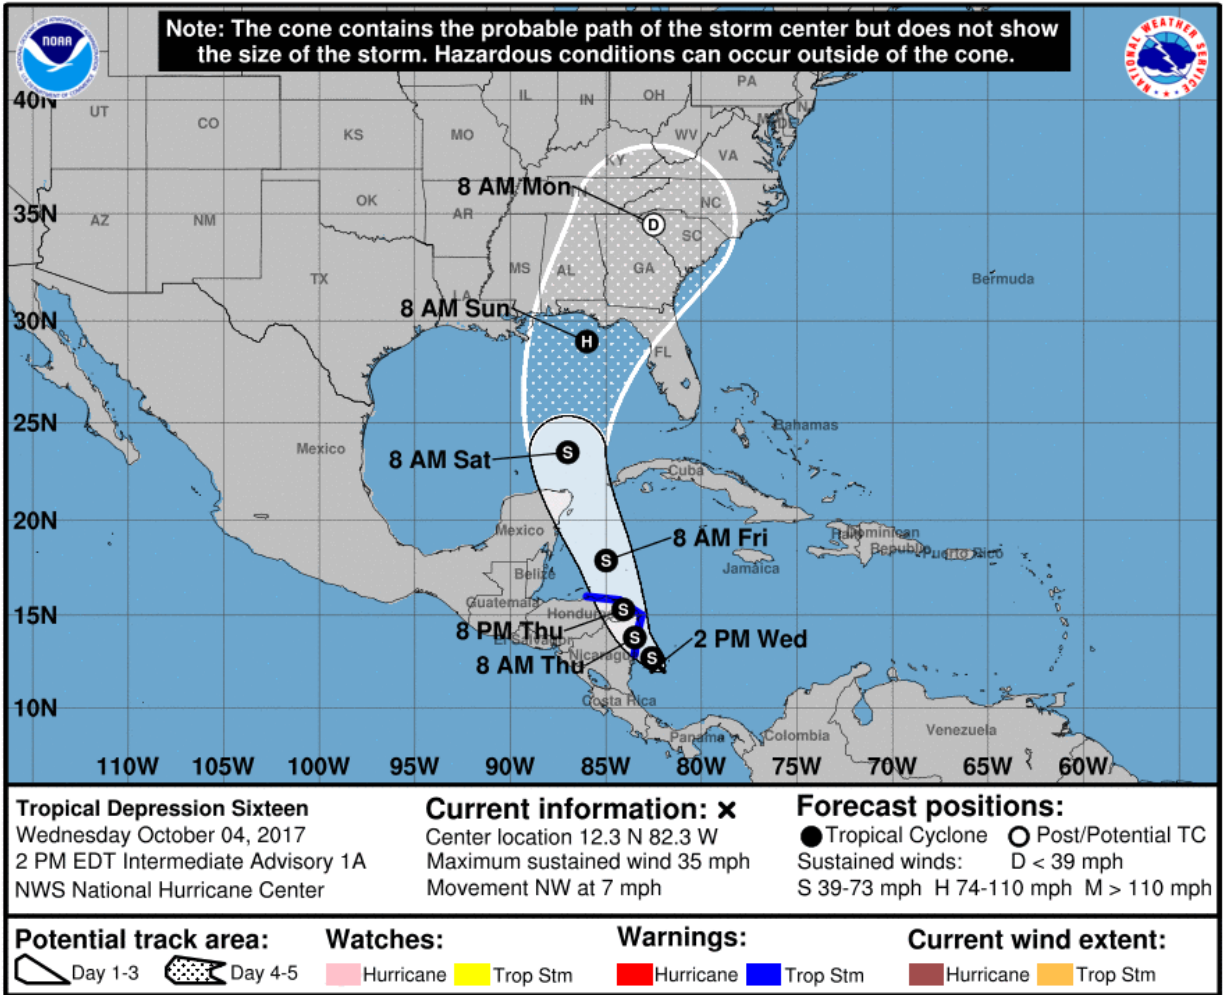 Note: The cone contains the probable path of the storm center but does not show
the size of the storm. Hazardous conditions can occur outside of the cone.
NOAA
NATIONAL WEATHER SERVICE
40N
UT
CO
KS
MO
IL
IN
OH
PA
WV
VA
KY
8 AM Mon
D
35N
AZ
NM
OK
AR
NC
SC
TX
MS
AL
GA
LA
Bermuda
8 AM Sun
H
30N
FL
25N
Mexico
Bahamas
8 AM Sat
S
Cuba
20N
Mexico
8 AM Fri
S
Dominican
Republic
Puerto Rico
Jamaica
Belize
15N
Guatemala
S
8 PM Thu
El Salvador
S
8 AM Thu
S
2 PM Wed
10N
Costa Rica
Panama
Colombia
Venezuela
110W 105W 100W 95W 90W 85W 80W 75W 70W 65W 60W
Tropical Depression Sixteen
Wednesday October 04, 2017
2 PM EDT Intermediate Advisory 1A
NWS National Hurricane Center
Current information: ×
Center location 12.3 N 82.3 W
Maximum sustained wind 35 mph
Movement NW at 7 mph
Forecast positions:
Tropical Cyclone Post/Potential TC
Sustained winds: D < 39 mph
S 39-73 mph H 74-110 mph M > 110 mph
Potential track area:
Day 1-3 Day 4-5
Watches:
Hurricane Trop Stm
Warnings:
Hurricane Trop Stm
Current wind extent:
Hurricane Trop Stm